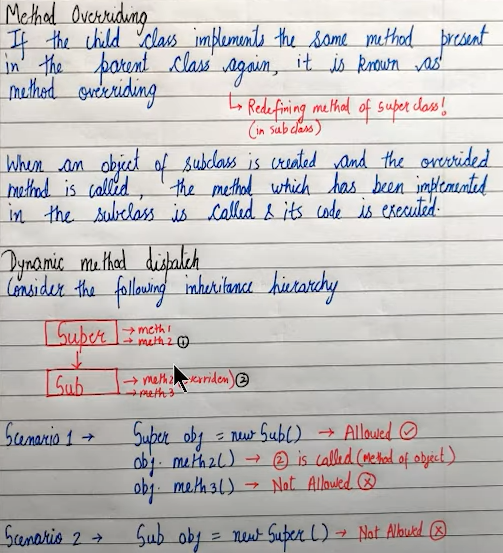 Method Overriding
If the child class implements the same method present
in the parent class again, it is known as
method overriding
↳ Redefining method of super class!
(in subclass)
When an object of subclass is created and the overrided
method is called, the method which has been implemented
in the subclass is called & its code is executed.
Dynamic method dispatch
Consider the following inheritance hierarchy
Super → meth1
→ meth2 ①
Sub → meth2 erriden) ②
→ meth3
Scenario 1 → Super obj = new Sub() → Allowed ✓
obj. meth2() → ② is called (method of object)
obj. meth3() → Not Allowed ⓧ
Scenario 2 → Sub obj = new Super() → Not Allowed ⓧ